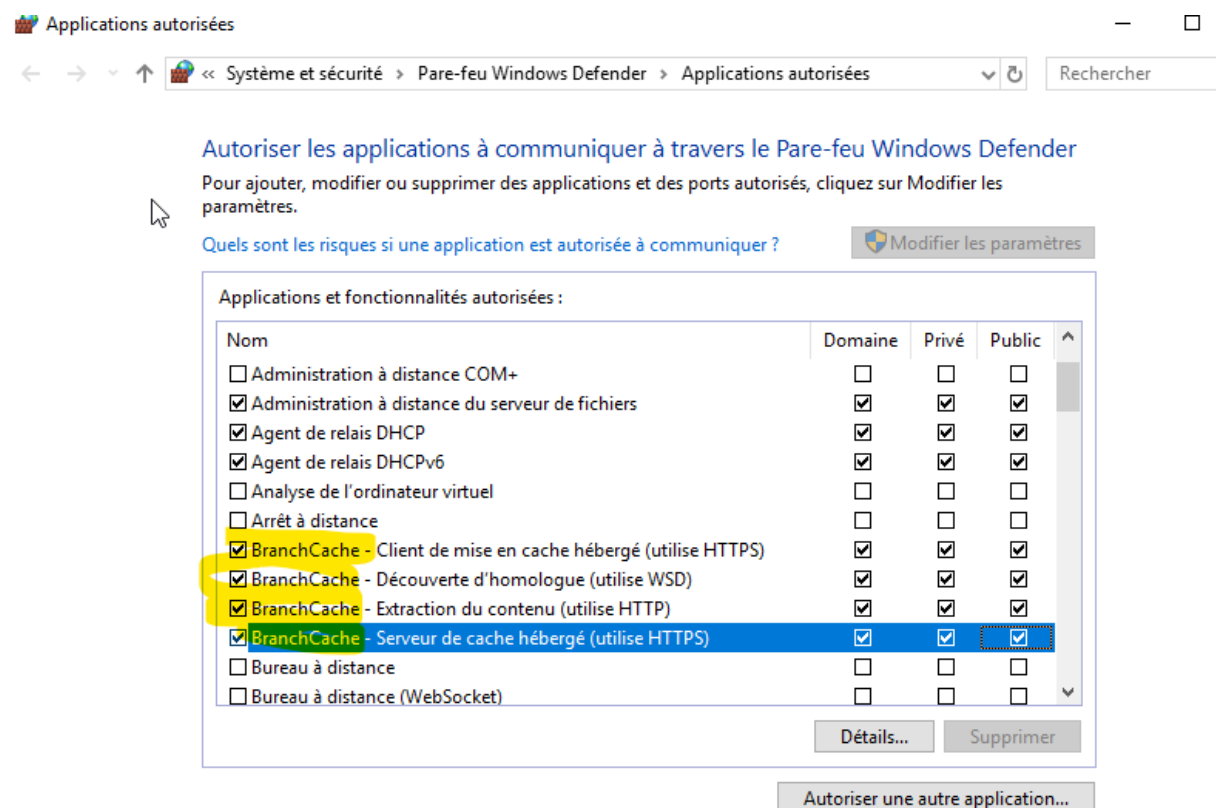 Applications autorisées
« Système et sécurité > Pare-feu Windows Defender > Applications autorisées
Rechercher
Autoriser les applications à communiquer à travers le Pare-feu Windows Defender
Pour ajouter, modifier ou supprimer des applications et des ports autorisés, cliquez sur Modifier les
paramètres.
Quels sont les risques si une application est autorisée à communiquer ?
Modifier les paramètres
Applications et fonctionnalités autorisées :
Nom Domaine Privé Public
Administration à distance COM+
Administration à distance du serveur de fichiers
Agent de relais DHCP
Agent de relais DHCPv6
Analyse de l'ordinateur virtuel
Arrêt à distance
BranchCache - Client de mise en cache hébergé (utilise HTTPS)
BranchCache - Découverte d'homologue (utilise WSD)
BranchCache - Extraction du contenu (utilise HTTP)
BranchCache - Serveur de cache hébergé (utilise HTTPS)
Bureau à distance
Bureau à distance (WebSocket)
Détails... Supprimer
Autoriser une autre application...